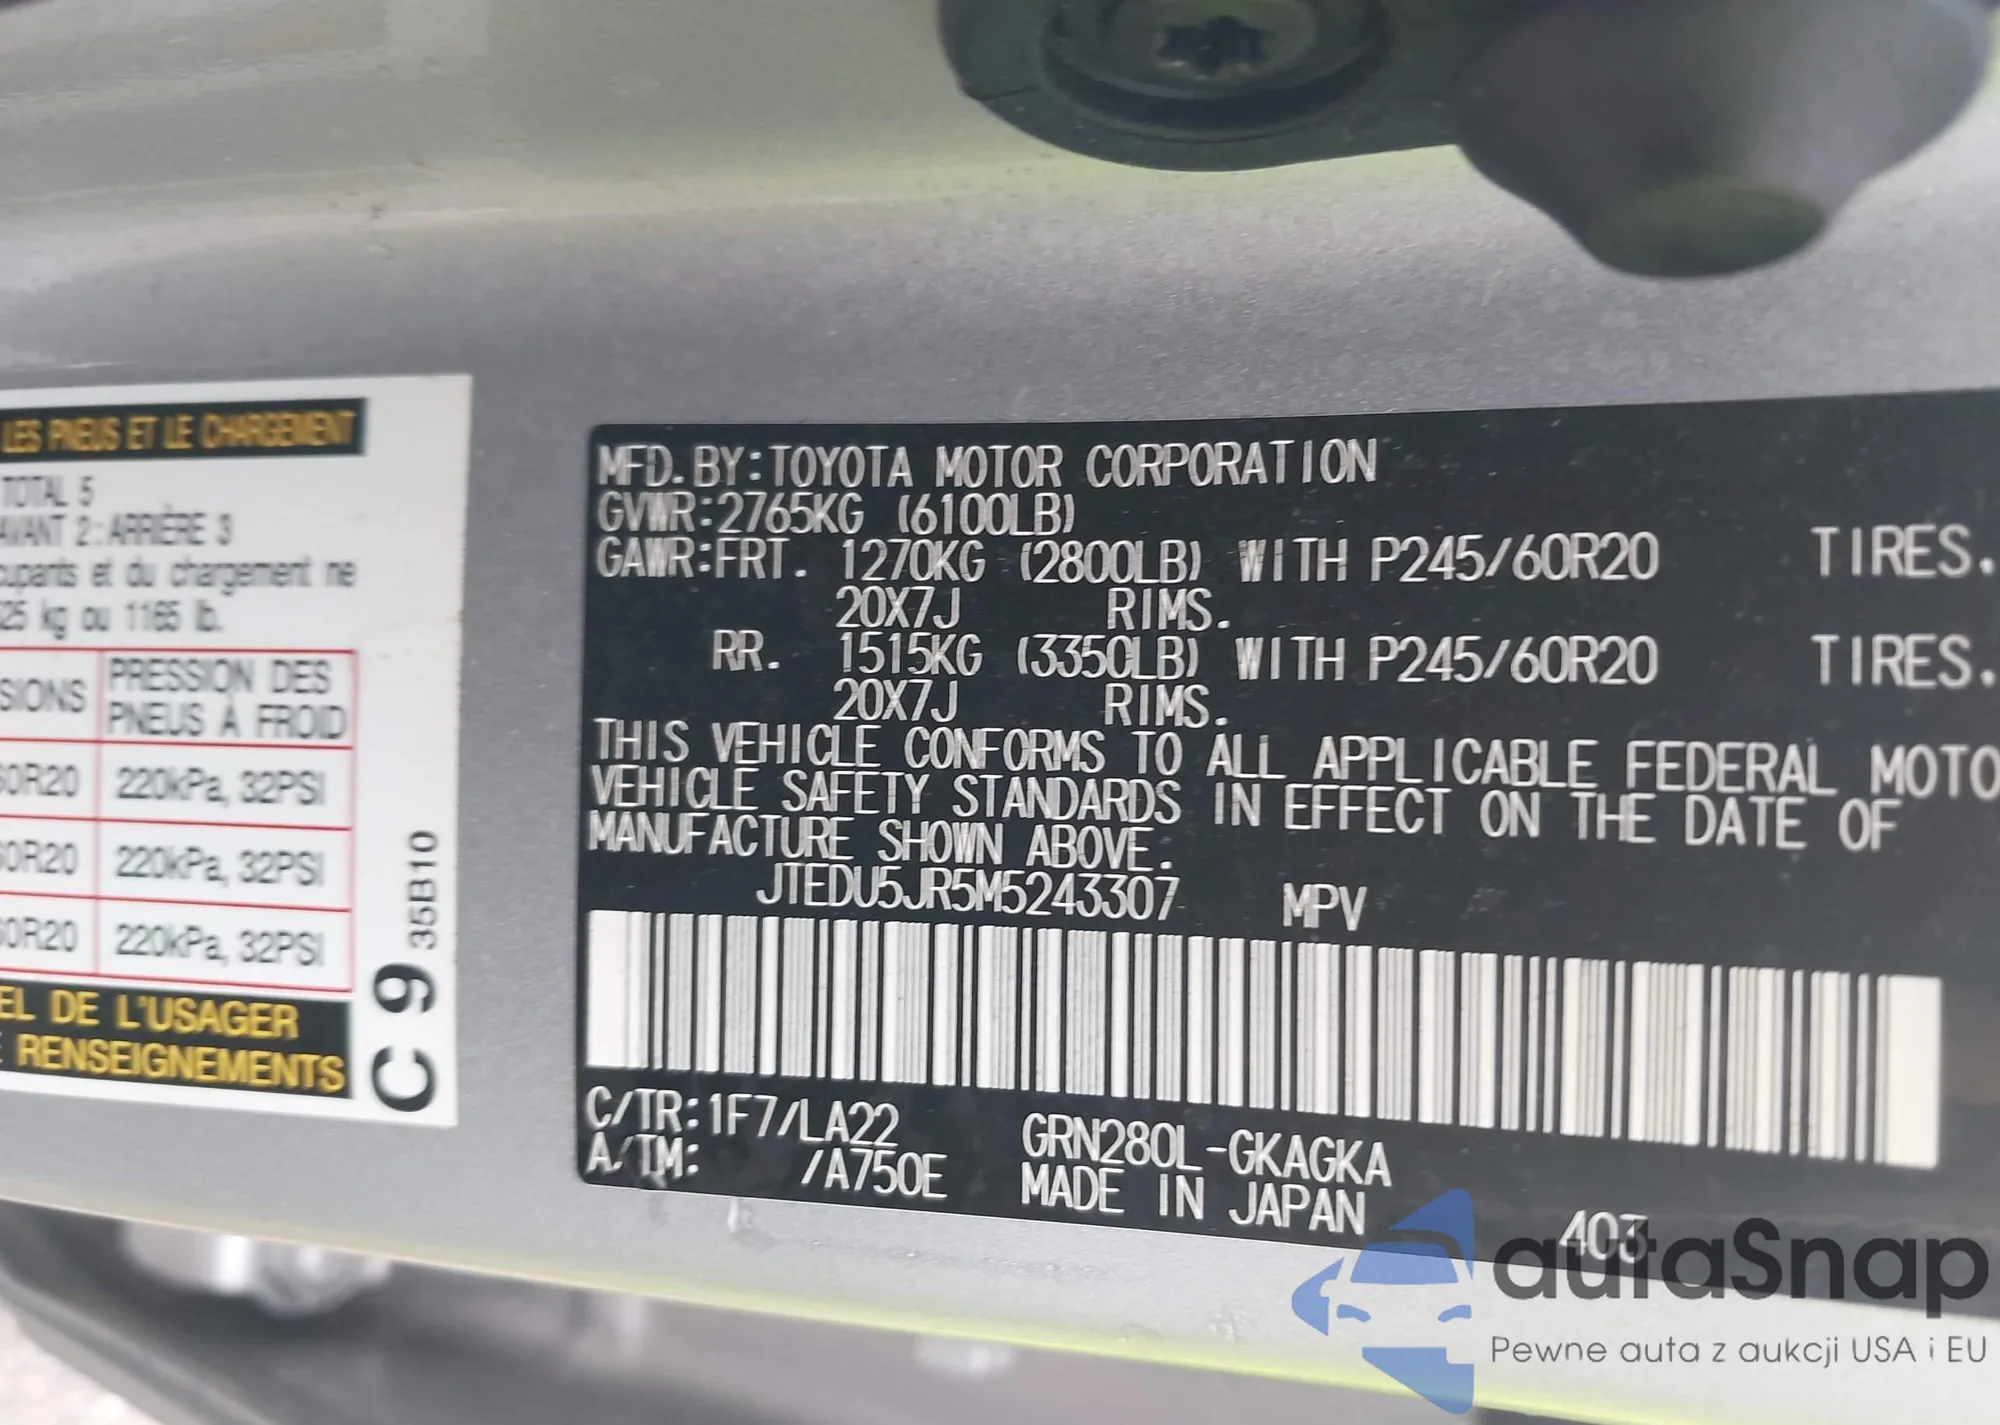 LES PNEUS ET LE CHARGEMENT
TOTAL 5
AVANT 2: ARRIÈRE 3
et du chargement ne
kg ou 1165 lb.
PRESSION DES
PNEUS À FROID
60R20 220kPa, 32PSI
60R20 220kPa, 32PSI
60R20 220kPa, 32PSI
DE L'USAGER
RENSEIGNEMENTS
C 9 35B10
MFD. BY: TOYOTA MOTOR CORPORATION
GVWR: 2765KG (6100LB)
GAWR: FRT. 1270KG (2800LB) WITH P245/60R20 TIRES.
20X7J RIMS.
RR. 1515KG (3350LB) WITH P245/60R20 TIRES.
20X7J RIMS.
THIS VEHICLE CONFORMS TO ALL APPLICABLE FEDERAL MOTO
VEHICLE SAFETY STANDARDS IN EFFECT ON THE DATE OF
MANUFACTURE SHOWN ABOVE.
JTEDU5JR5M5243307 MPV
C/TR: 1F7/LA22 GRN280L-GKAGKA
A/TM: /A750E MADE IN JAPAN
403
autaSnap
Pewne auta z aukcji USA i EU